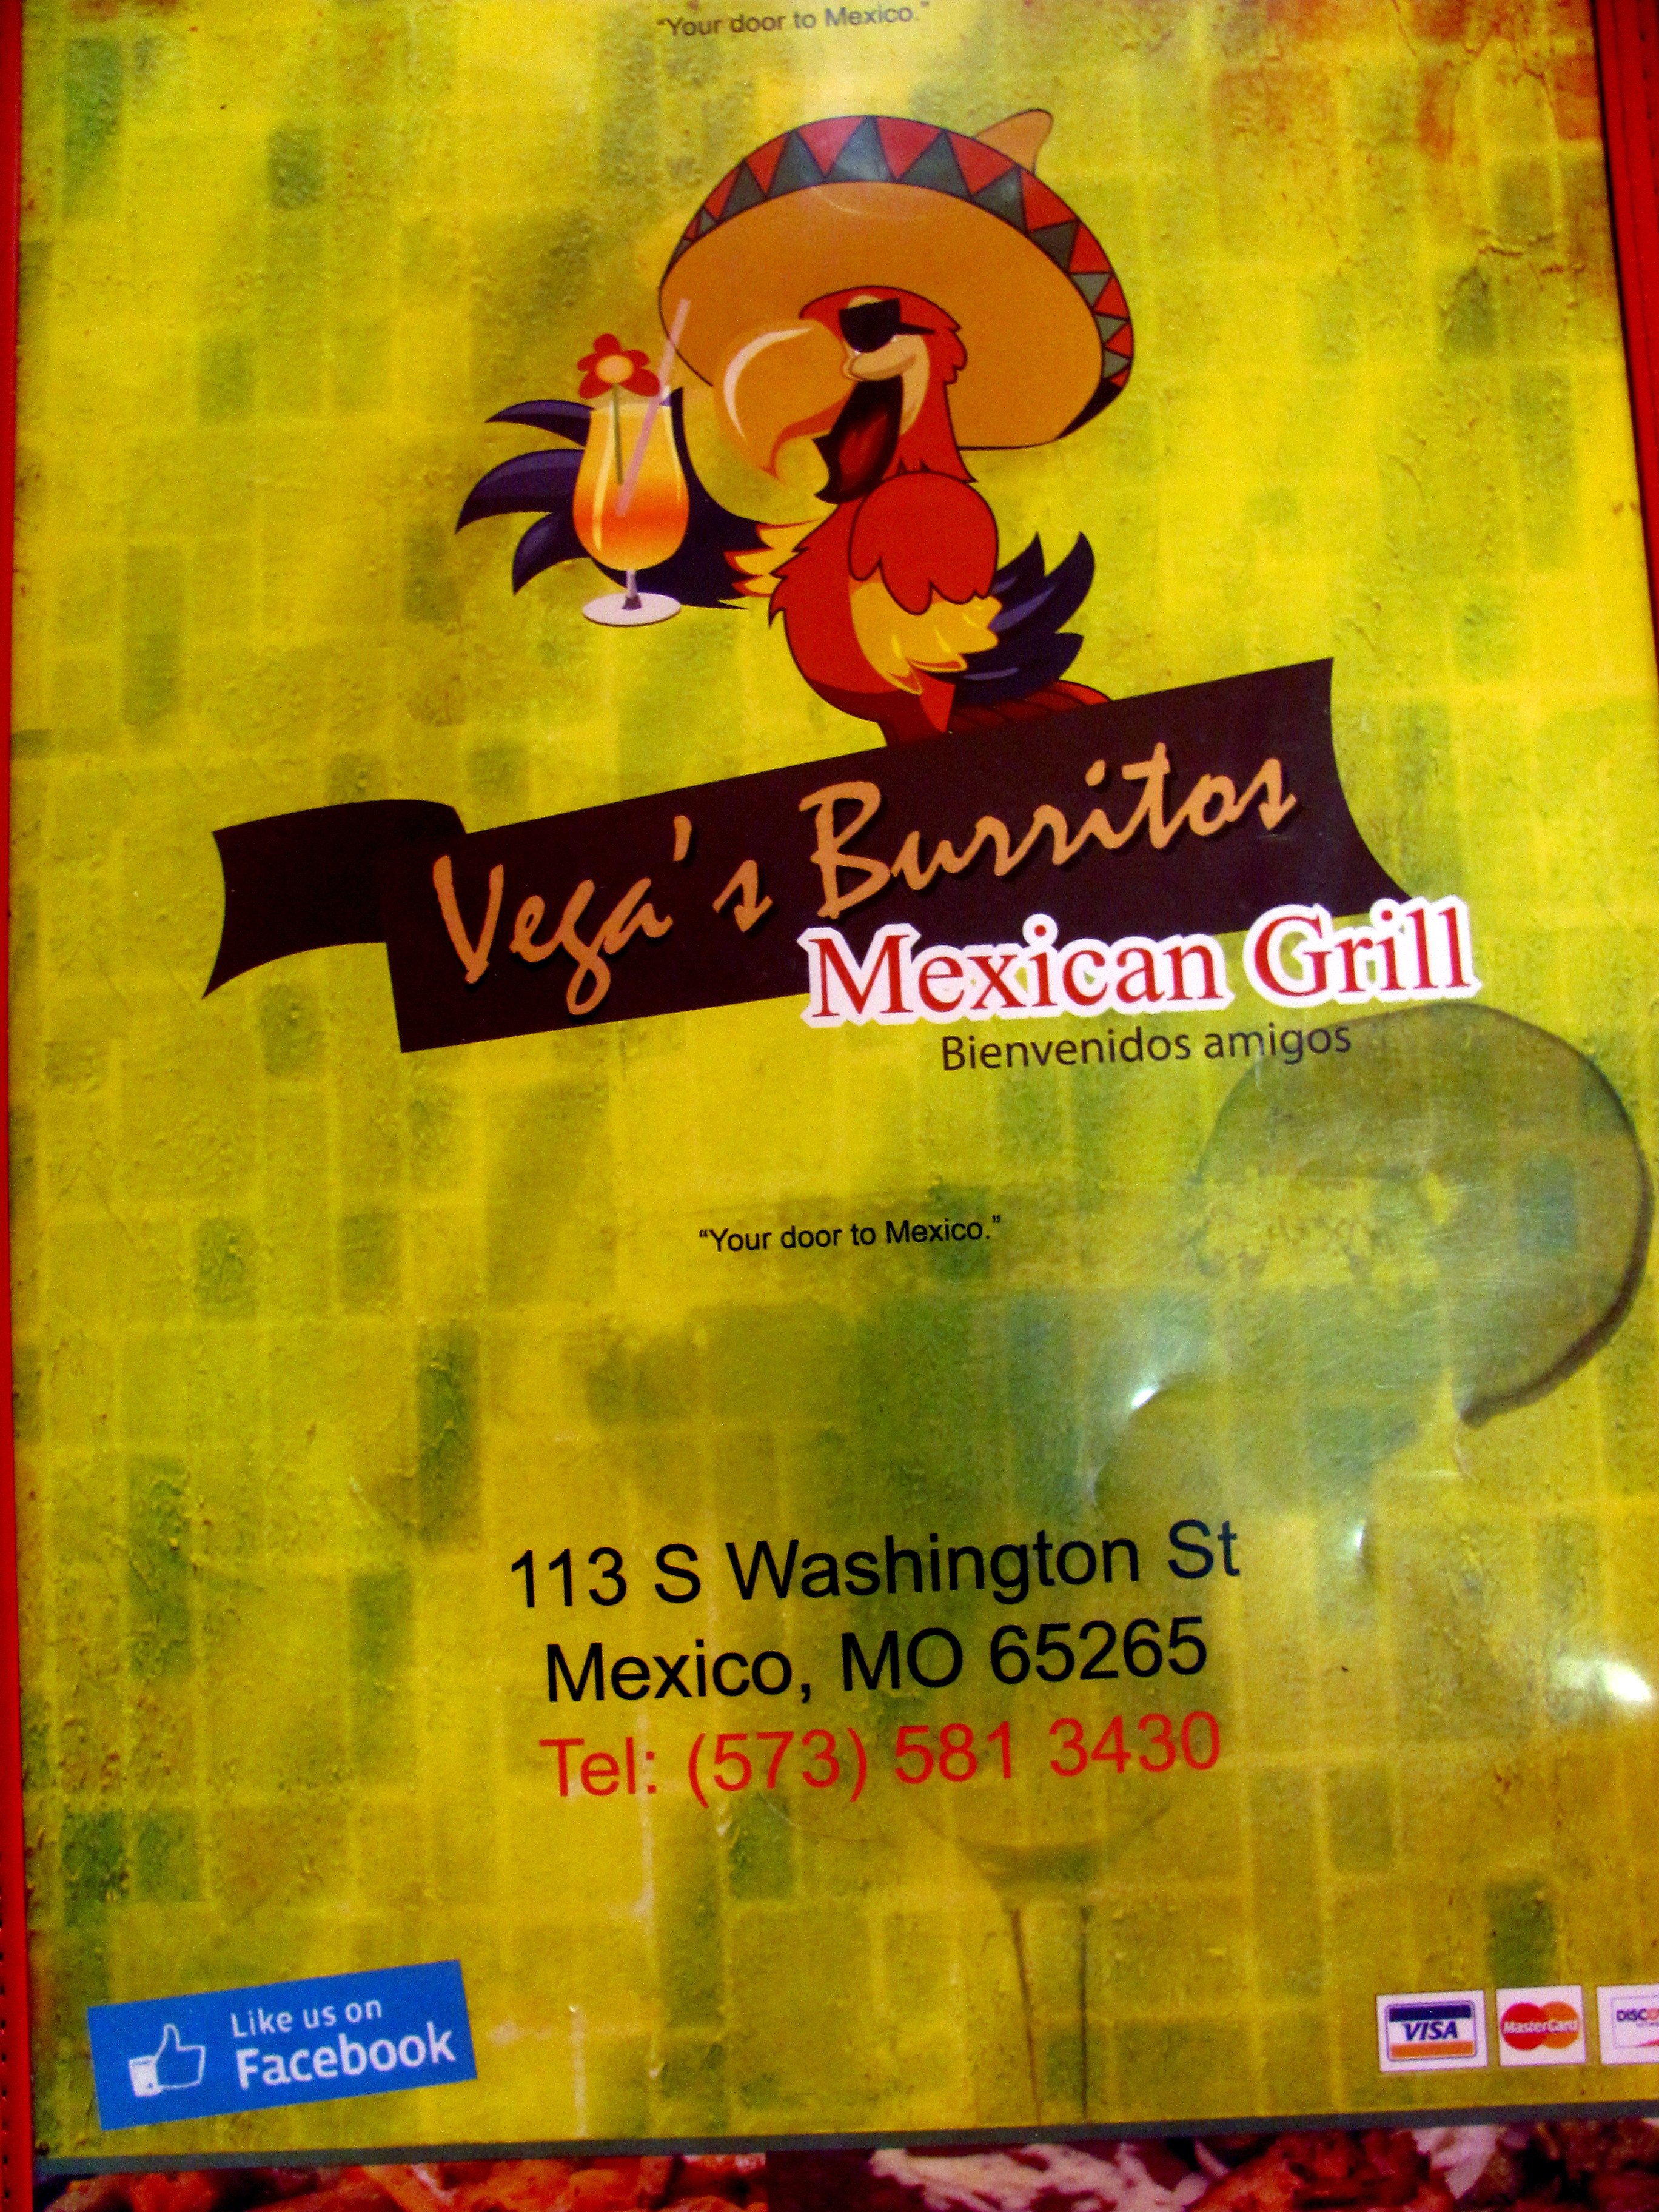 "Your door to Mexico."
Vega's Burritos
Mexican Grill
Bienvenidos amigos
"Your door to Mexico."
113 S Washington St
Mexico, MO 65265
Tel: (573) 581 3430
Like us on
Facebook
VISA MasterCard